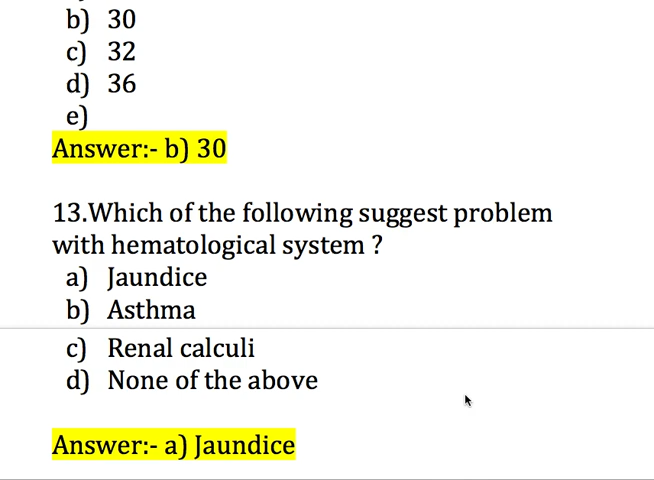 b) 30
c) 32
d) 36
e)
Answer:- b) 30
13.Which of the following suggest problem
with hematological system ?
a) Jaundice
b) Asthma
c) Renal calculi
d) None of the above
Answer:- a) Jaundice